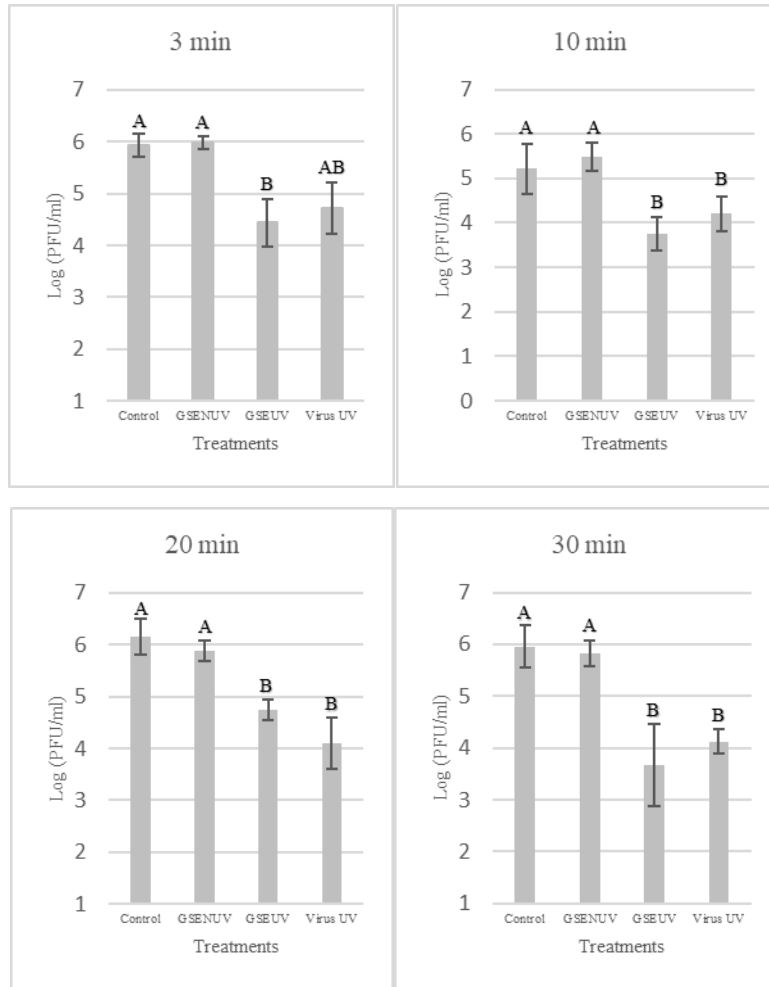 3 min
7
6
5
4
3
2
1
Log (PFU/ml)
A
A
B
AB
Control GSENUV GSEUV Virus UV
Treatments
10 min
7
6
5
4
3
2
1
0
Log (PFU/ml)
A
A
B
B
Control GSENUV GSEUV Virus UV
Treatments
20 min
7
6
5
4
3
2
1
Log (PFU/ml)
A
A
B
B
Control GSENUV GSEUV Virus UV
Treatments
30 min
7
6
5
4
3
2
1
Log (PFU/ml)
A
A
B
B
Control GSENUV GSEUV Virus UV
Treatments